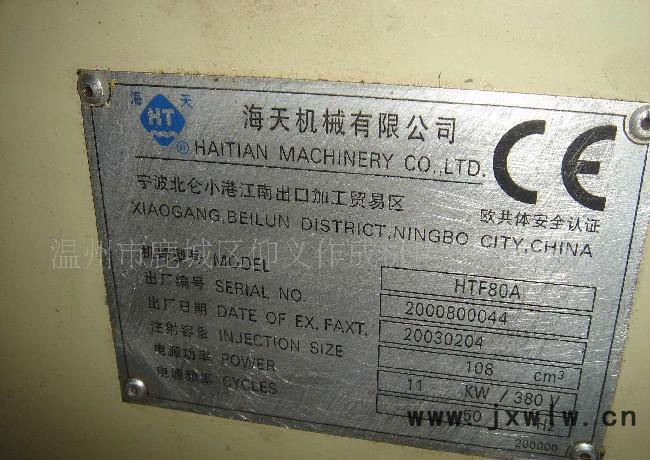 海 天
HT
®
海天机械有限公司
HAITIAN MACHINERY CO.,LTD.
CE
宁波北仑小港江南出口加工贸易区
欧共体安全认证
XIAOGANG,BEILUN DISTRICT,NINGBO CITY,CHINA
温州市鹿城区仰义作成
MODEL HTF80A
出厂编号 SERIAL NO. 2000800044
出厂日期 DATE OF EX. FAXT. 20030204
注射容量 INJECTION SIZE 108 cm³
电源功率 POWER 11 KW / 380 V
电源频率 CYCLES 50 Hz
www.jxwlw.cn
200000